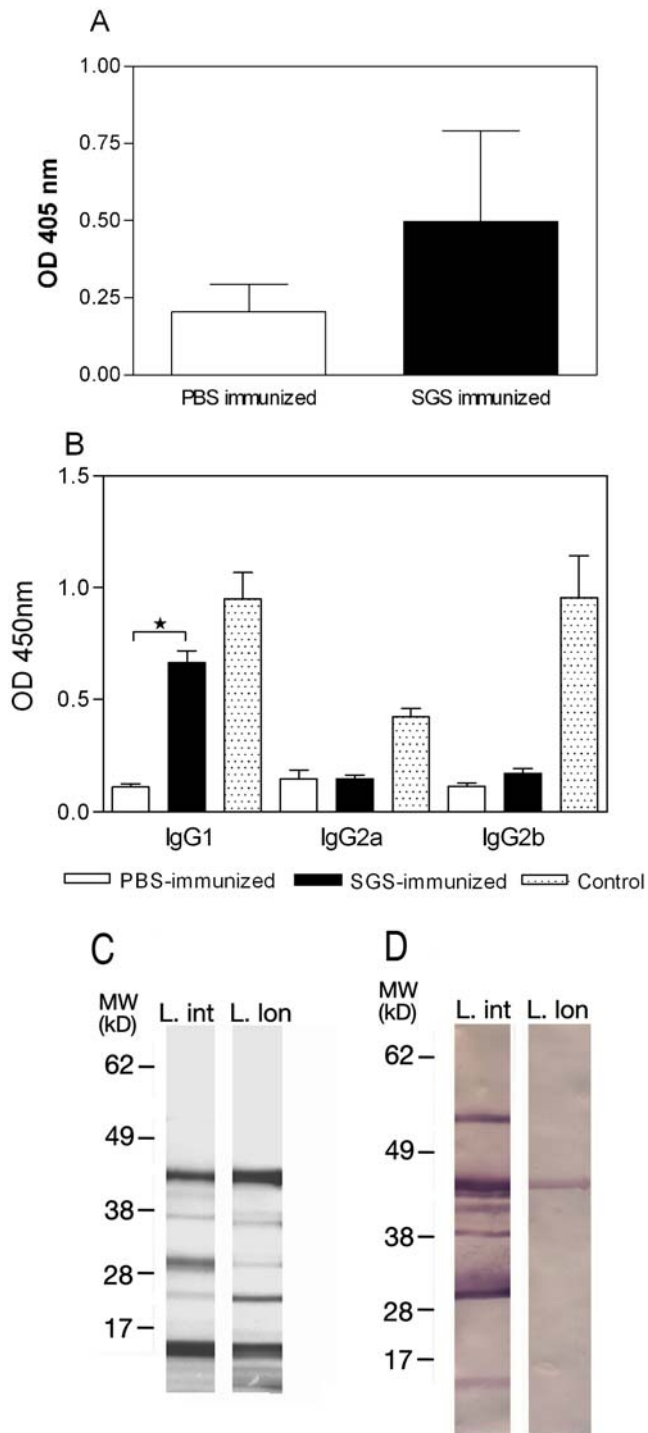 A
1.00
0.75
0.50
0.25
0.00
OD 405 nm
PBS immunized SGS immunized
B
1.5
1.0
0.5
0.0
OD 450nm
★
IgG1 IgG2a IgG2b
PBS-immunized SGS-immunized Control
C
MW (kD)
L. int L. lon
62
49
38
28
17
D
MW (kD)
L. int L. lon
62
49
38
28
17